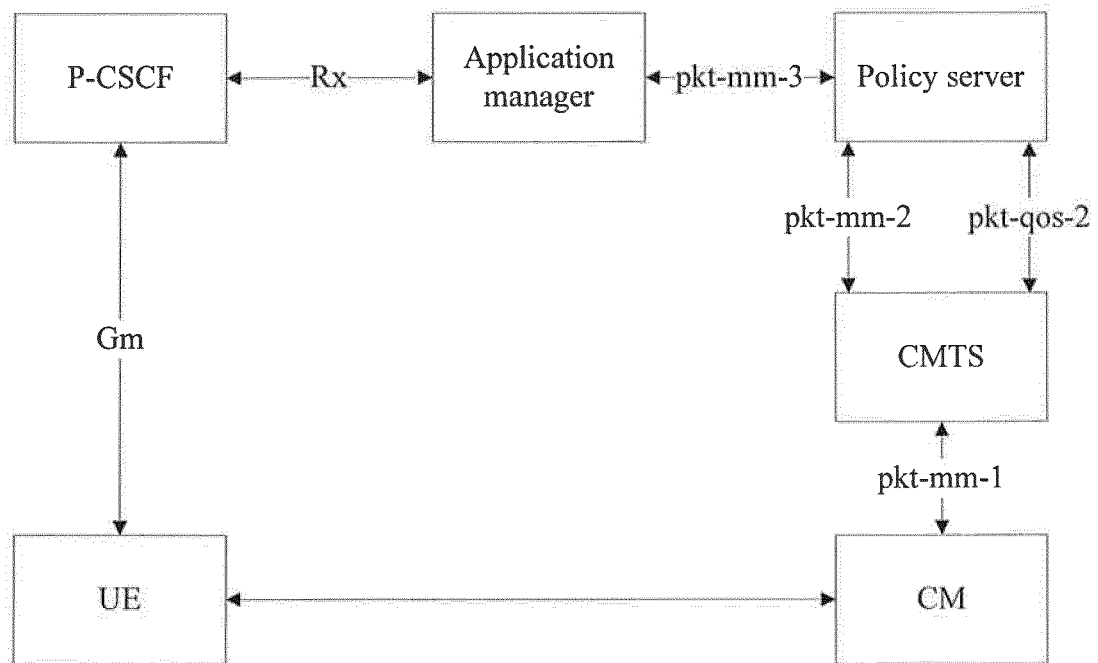 P-CSCF
Rx
Application
manager
pkt-mm-3
Policy server
pkt-mm-2
pkt-qos-2
Gm
CMTS
pkt-mm-1
UE
CM